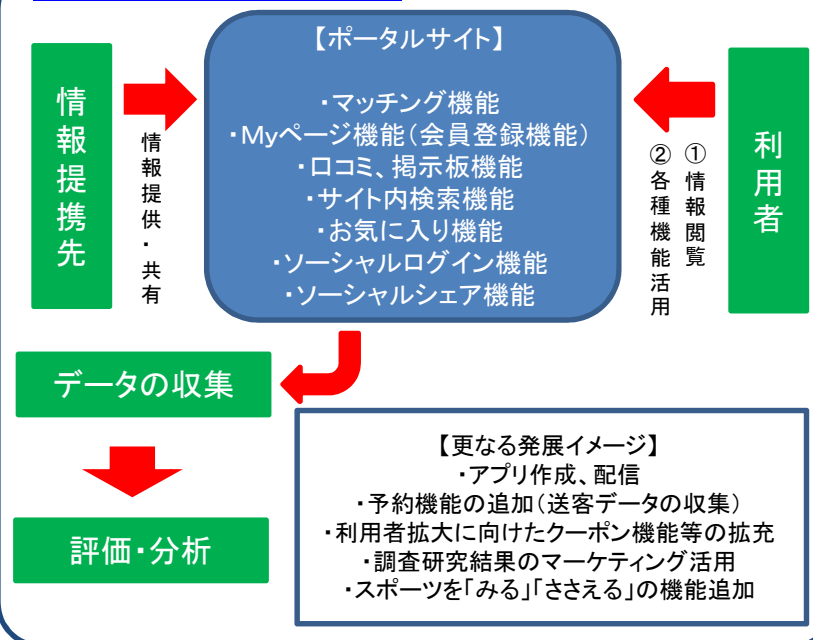 情報提携先
情報提供・共有
【ポータルサイト】
・マッチング機能
・Myページ機能（会員登録機能）
・口コミ、掲示板機能
・サイト内検索機能
・お気に入り機能
・ソーシャルログイン機能
・ソーシャルシェア機能
①情報閲覧
②各種機能活用
利用者
データの収集
評価・分析
【更なる発展イメージ】
・アプリ作成、配信
・予約機能の追加（送客データの収集）
・利用者拡大に向けたクーポン機能等の拡充
・調査研究結果のマーケティング活用
・スポーツを「みる」「ささえる」の機能追加